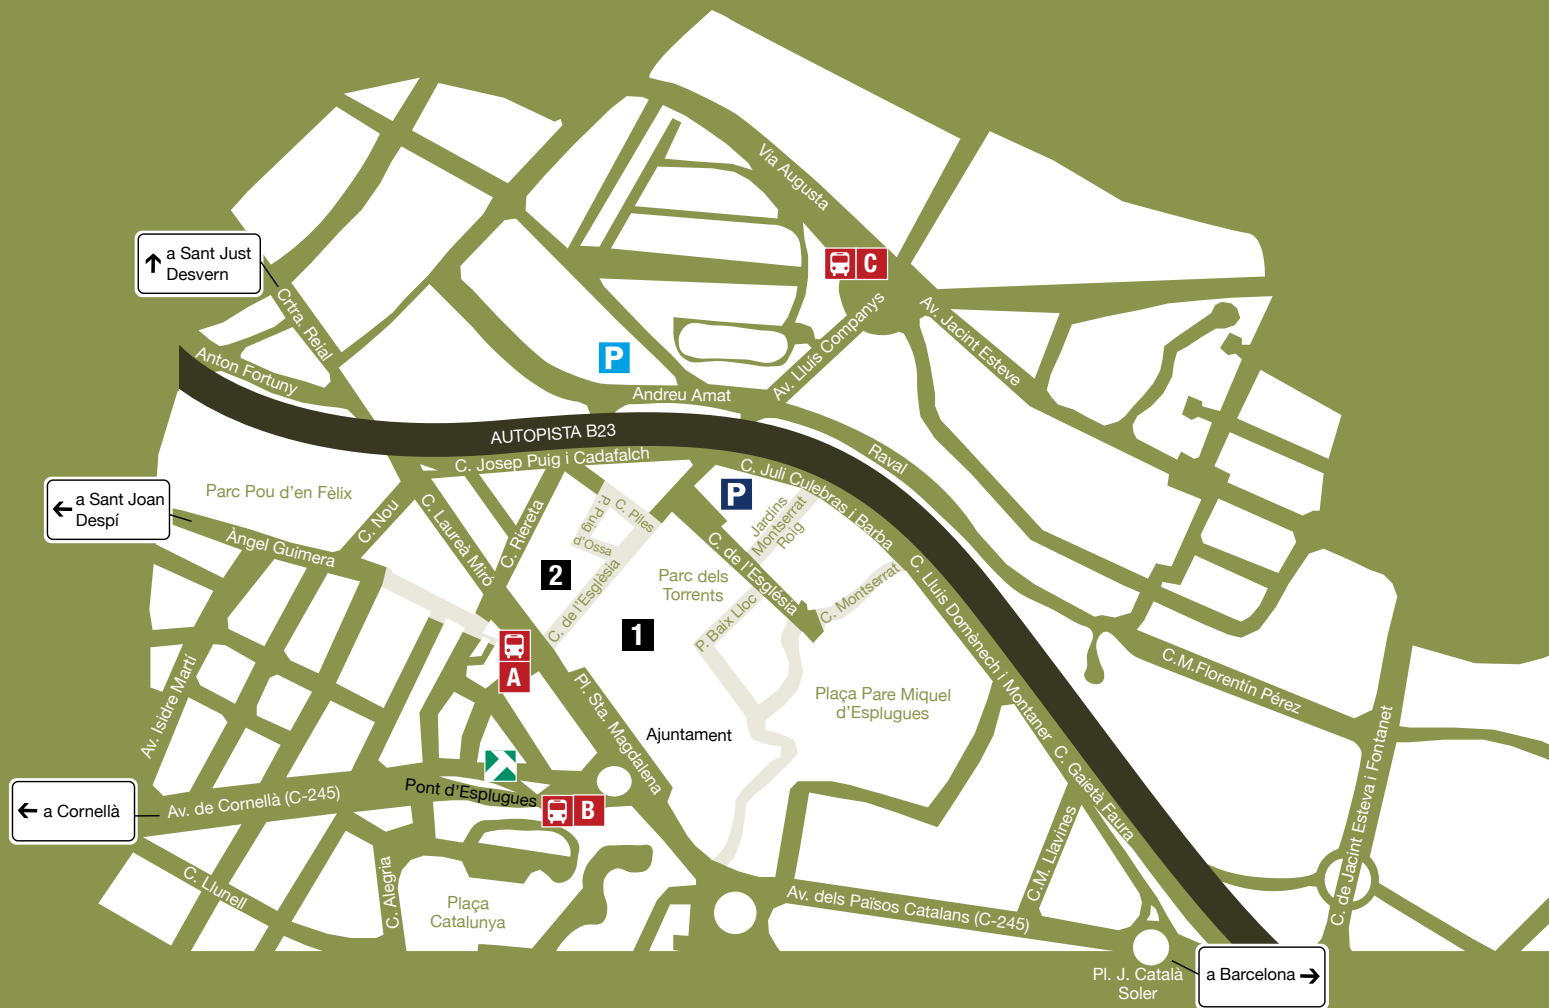 Via Augusta
a Sant Just
Desvern
C
Crtra. Reial
Av. Lluís Companys
Av. Jacint Esteve
Anton Fortuny
P
Andreu Amat
AUTOPISTA B23
C. Josep Puig i Cadafalch
Raval
C. Juli Culebras i Barba
Parc Pou d'en Fèlix
a Sant Joan
Despí
C. Nou
C. Laureà Miró
C. Riereta
P. Puig
d'Ossa
C. Piles
P
Jardins
Montserrat
Roig
Àngel Guimera
2
C. de l'Església
Parc dels
Torrents
C. de l'Església
C. Montserrat
C. Lluis Domènech i Montaner
1
P. Baix Lloc
A
Av. Isidre Martí
Pl. Sta. Magdalena
Ajuntament
Plaça Pare Miquel
d'Esplugues
C.M.Florentín Pérez
C. Gaietà Faura
C. de Jacint Esteva i Fontanet
a Cornellà
Av. de Cornellà (C-245)
Pont d'Esplugues
B
C. Llunell
C. Alegria
Plaça
Catalunya
C.M. Llavines
Av. dels Països Catalans (C-245)
Pl. J. Català
Soler
a Barcelona